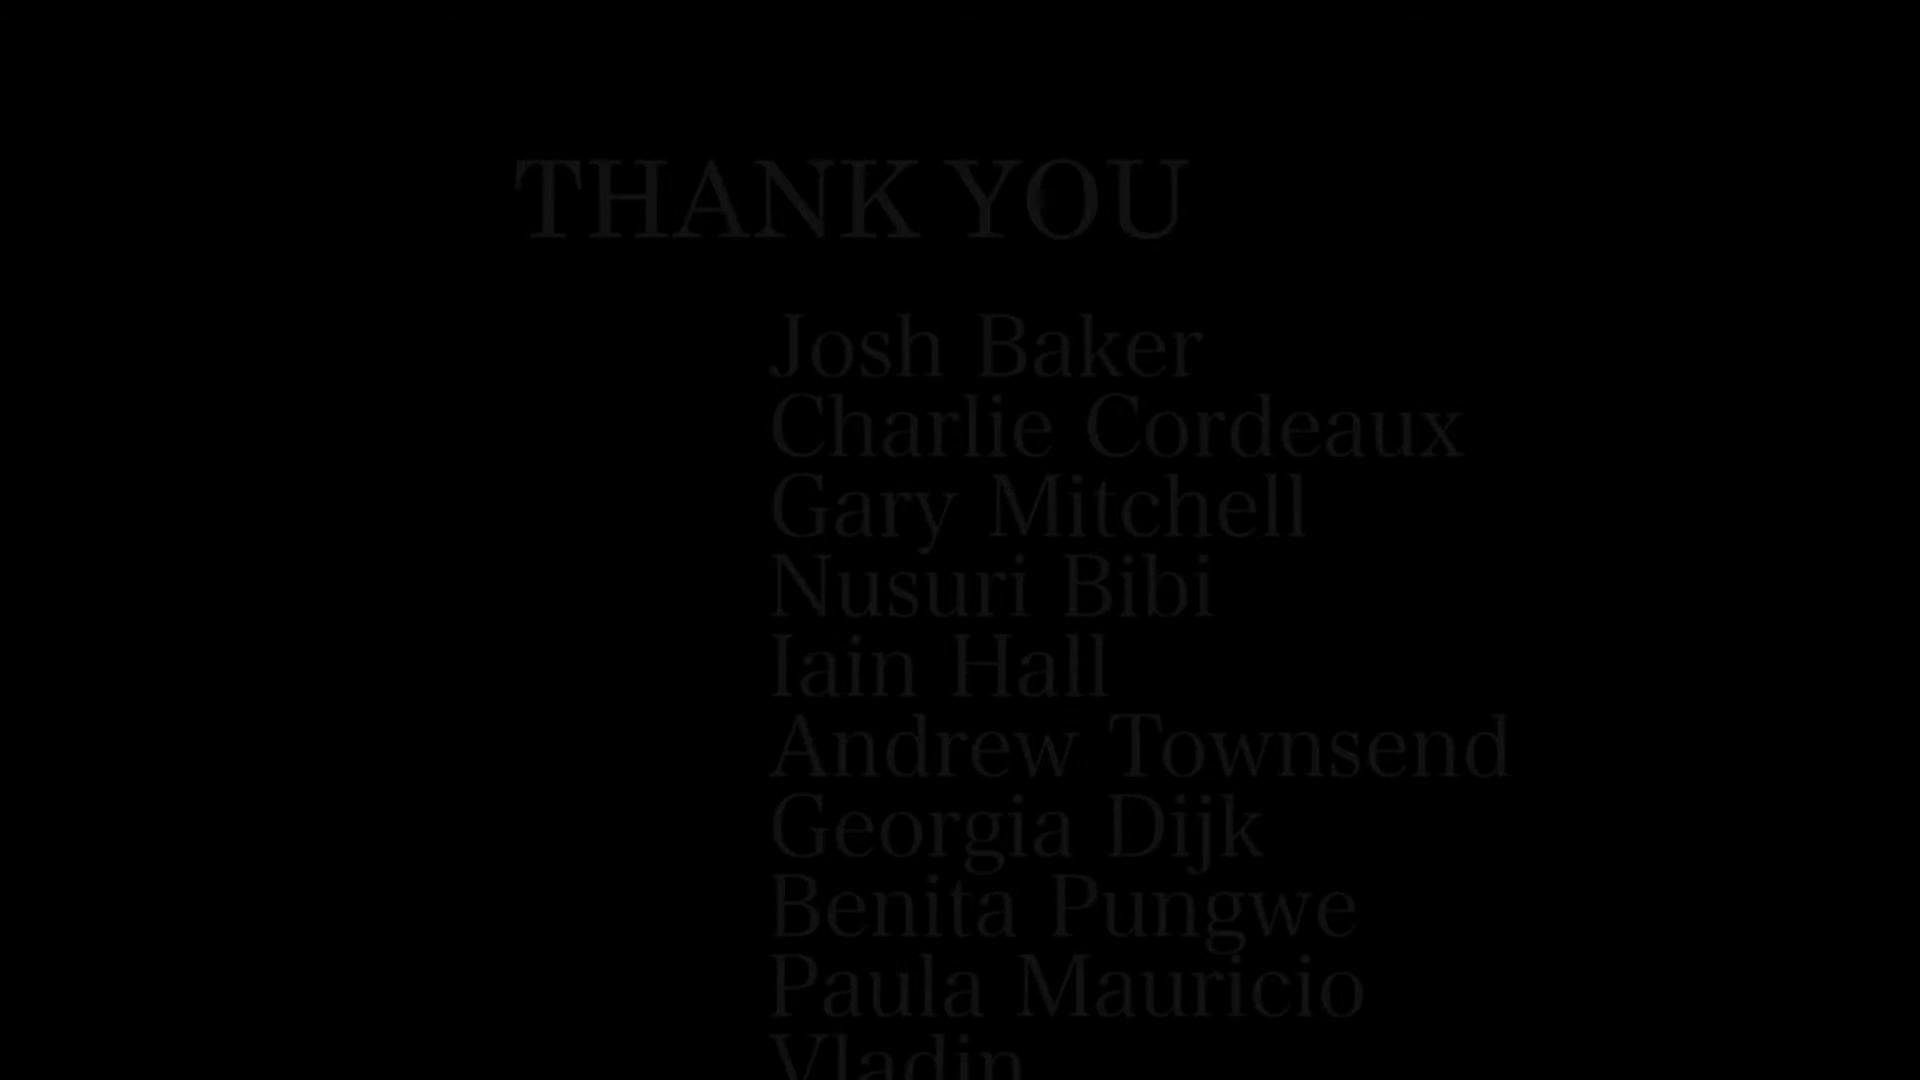 THANK YOU
Josh Baker
Charlie Cordeaux
Gary Mitchell
Nusuri Bibi
Iain Hall
Andrew Townsend
Georgia Dijk
Benita Pungwe
Paula Mauricio
Vladin